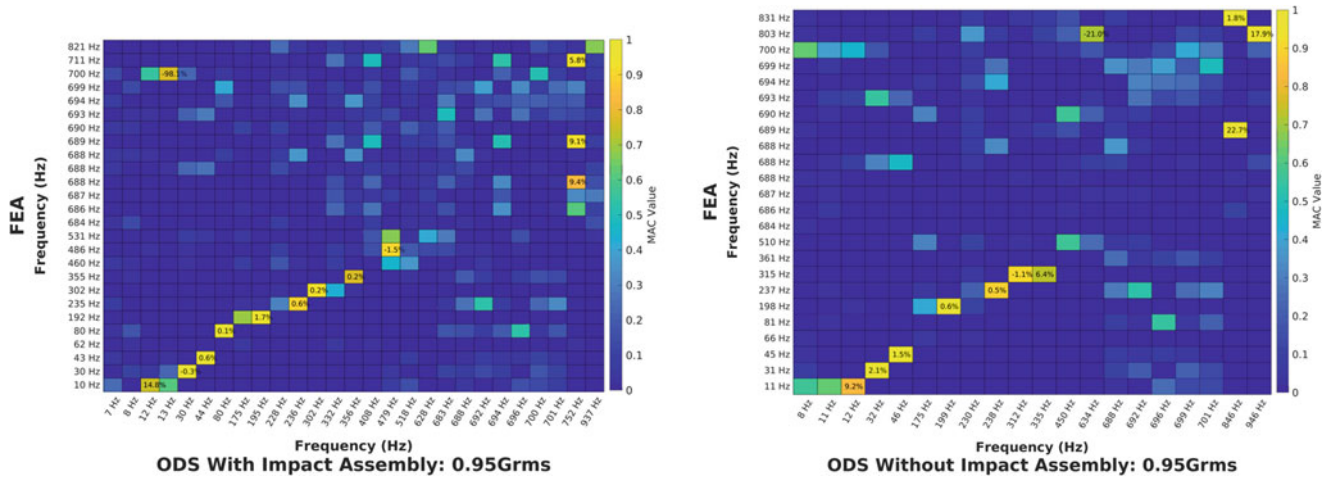 821 Hz
711 Hz 5.8%
700 Hz -98.1%
699 Hz
694 Hz
693 Hz
690 Hz
689 Hz 9.1%
688 Hz
688 Hz
688 Hz 9.4%
687 Hz
686 Hz
684 Hz
531 Hz
486 Hz -1.5%
460 Hz
355 Hz 0.2%
302 Hz 0.2%
235 Hz 0.6%
192 Hz 1.7%
80 Hz 0.1%
62 Hz
43 Hz 0.6%
30 Hz -0.3%
10 Hz 14.8%
FEA
Frequency (Hz)
7 Hz 8 Hz 12 Hz 13 Hz 30 Hz 44 Hz 80 Hz 175 Hz 195 Hz 228 Hz 236 Hz 302 Hz 332 Hz 356 Hz 408 Hz 479 Hz 518 Hz 628 Hz 683 Hz 688 Hz 692 Hz 694 Hz 696 Hz 700 Hz 701 Hz 752 Hz 937 Hz
Frequency (Hz)
ODS With Impact Assembly: 0.95Grms
1
0.9
0.8
0.7
0.6
0.5
0.4
0.3
0.2
0.1
0
MAC Value
831 Hz 1.8%
803 Hz -21.0% 17.9%
700 Hz
699 Hz
694 Hz
693 Hz
690 Hz
689 Hz 22.7%
688 Hz
688 Hz
688 Hz
687 Hz
686 Hz
684 Hz
510 Hz
361 Hz
315 Hz -1.1% 6.4%
237 Hz 0.5%
198 Hz 0.6%
81 Hz
66 Hz
45 Hz 1.5%
31 Hz 2.1%
11 Hz 9.2%
FEA
Frequency (Hz)
8 Hz 11 Hz 12 Hz 32 Hz 46 Hz 175 Hz 199 Hz 230 Hz 238 Hz 312 Hz 335 Hz 450 Hz 634 Hz 688 Hz 692 Hz 696 Hz 699 Hz 701 Hz 846 Hz 946 Hz
Frequency (Hz)
ODS Without Impact Assembly: 0.95Grms
1
0.9
0.8
0.7
0.6
0.5
0.4
0.3
0.2
0.1
0
MAC Value